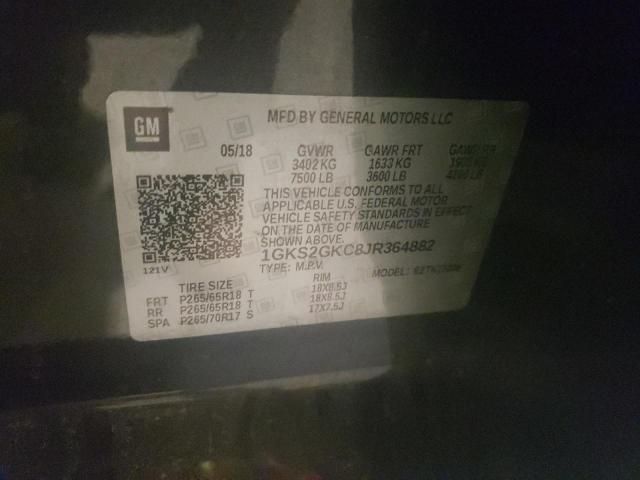 GM
MFD BY GENERAL MOTORS LLC
05/18 GVWR GAWR FRT GAWR RR
3402 KG 1633 KG
7500 LB 3600 LB
THIS VEHICLE CONFORMS TO ALL
APPLICABLE U.S. FEDERAL MOTOR
VEHICLE SAFETY STANDARDS IN EFFECT
ON THE DATE OF MANUFACTURE
SHOWN ABOVE.
1GKS2GKC8JR364882
TYPE: M.P.V. MODEL:
121V
TIRE SIZE RIM
FRT P265/65R18 T 18X8.5J
RR P265/65R18 T 18X8.5J
SPA P265/70R17 S 17X7.5J